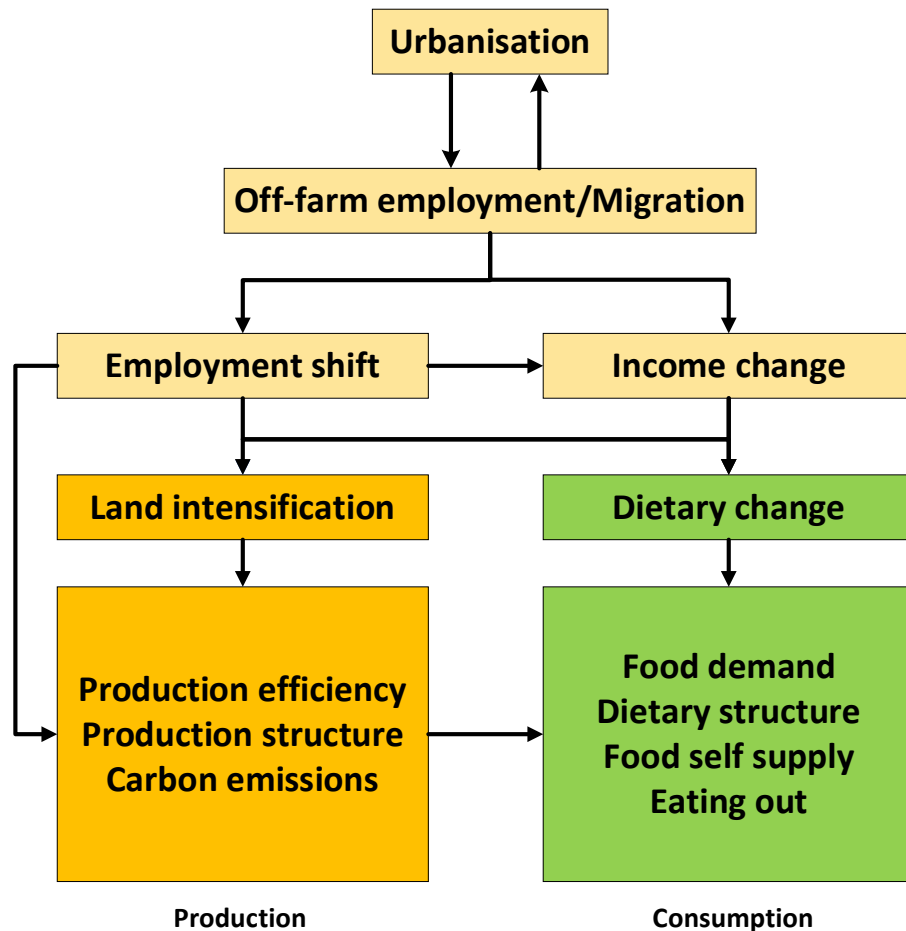 Urbanisation
Off-farm employment/Migration
Employment shift
Income change
Land intensification
Dietary change
Production efficiency
Production structure
Carbon emissions
Food demand
Dietary structure
Food self supply
Eating out
Production
Consumption